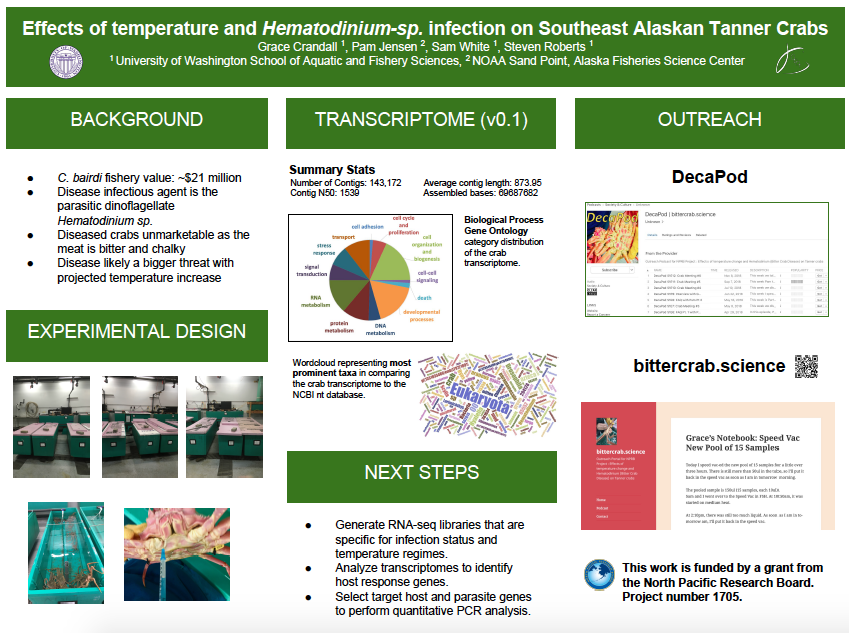 Effects of temperature and Hematodinium-sp. infection on Southeast Alaskan Tanner Crabs
Grace Crandall 1, Pam Jensen 2, Sam White 1, Steven Roberts 1
1 University of Washington School of Aquatic and Fishery Sciences, 2 NOAA Sand Point, Alaska Fisheries Science Center
BACKGROUND
● C. bairdi fishery value: ~$21 million
● Disease infectious agent is the
parasitic dinoflagellate
Hematodinium sp.
● Diseased crabs unmarketable as the
meat is bitter and chalky
● Disease likely a bigger threat with
projected temperature increase
EXPERIMENTAL DESIGN
TRANSCRIPTOME (v0.1)
Summary Stats
Number of Contigs: 143,172 Average contig length: 873.95
Contig N50: 1539 Assembled bases: 69687682
cell cycle
and
proliferation
cell adhesion
transport
cell
organization
and
biogenesis
stress
response
signal
transduction
cell-cell
signaling
RNA
metabolism
death
developmental
processes
protein
metabolism
DNA
metabolism
Biological Process
Gene Ontology
category distribution
of the crab
transcriptome.
Wordcloud representing most
prominent taxa in comparing
the crab transcriptome to the
NCBI nt database.
Eukaryota
NEXT STEPS
● Generate RNA-seq libraries that are
specific for infection status and
temperature regimes.
● Analyze transcriptomes to identify
host response genes.
● Select target host and parasite genes
to perform quantitative PCR analysis.
OUTREACH
DecaPod
DecaPod
DecaPod | bittercrab.science
From the Provider
Subscribe
bittercrab.science
bittercrab.science
Grace's Notebook: Speed Vac
New Pool of 15 Samples
This work is funded by a grant from
the North Pacific Research Board.
Project number 1705.